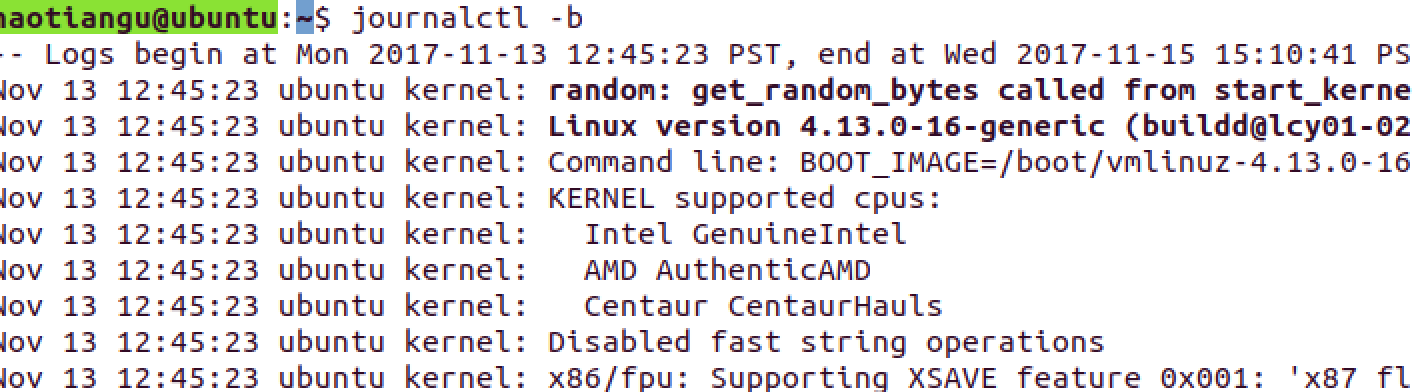 haotiangu@ubuntu:~$ journalctl -b
-- Logs begin at Mon 2017-11-13 12:45:23 PST, end at Wed 2017-11-15 15:10:41 PS
Nov 13 12:45:23 ubuntu kernel: random: get_random_bytes called from start_kerne
Nov 13 12:45:23 ubuntu kernel: Linux version 4.13.0-16-generic (buildd@lcy01-02
Nov 13 12:45:23 ubuntu kernel: Command line: BOOT_IMAGE=/boot/vmlinuz-4.13.0-16
Nov 13 12:45:23 ubuntu kernel: KERNEL supported cpus:
Nov 13 12:45:23 ubuntu kernel:   Intel GenuineIntel
Nov 13 12:45:23 ubuntu kernel:   AMD AuthenticAMD
Nov 13 12:45:23 ubuntu kernel:   Centaur CentaurHauls
Nov 13 12:45:23 ubuntu kernel: Disabled fast string operations
Nov 13 12:45:23 ubuntu kernel: x86/fpu: Supporting XSAVE feature 0x001: 'x87 fl